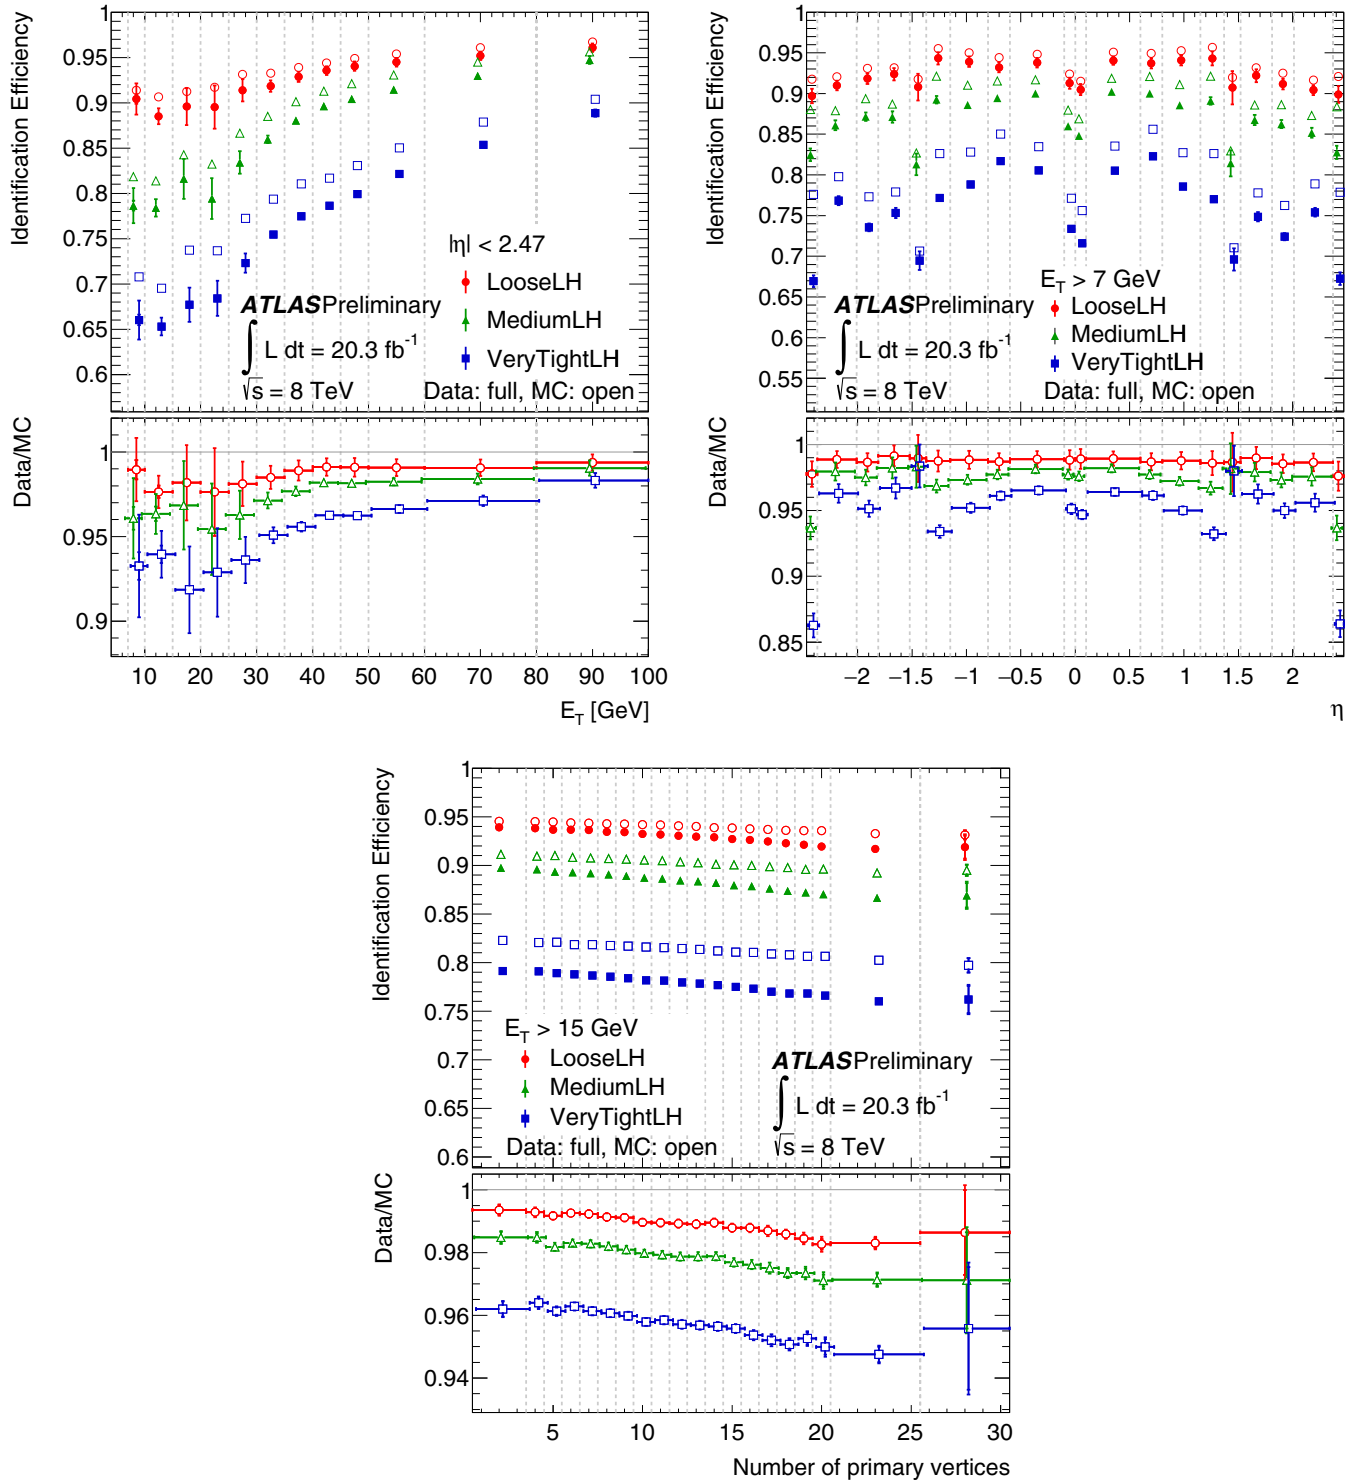 Identification Efficiency
1
0.95
0.9
0.85
0.8
0.75
0.7
0.65
0.6
|η| < 2.47
LooseLH
MediumLH
VeryTightLH
ATLAS Preliminary
∫ L dt = 20.3 fb⁻¹
√s = 8 TeV
Data: full, MC: open
Data/MC
1
0.95
0.9
10 20 30 40 50 60 70 80 90 100
E_T [GeV]
Identification Efficiency
1
0.95
0.9
0.85
0.8
0.75
0.7
0.65
0.6
0.55
E_T > 7 GeV
LooseLH
MediumLH
VeryTightLH
ATLAS Preliminary
∫ L dt = 20.3 fb⁻¹
√s = 8 TeV
Data: full, MC: open
Data/MC
1
0.95
0.9
0.85
−2 −1.5 −1 −0.5 0 0.5 1 1.5 2
η
Identification Efficiency
1
0.95
0.9
0.85
0.8
0.75
0.7
0.65
0.6
E_T > 15 GeV
LooseLH
MediumLH
VeryTightLH
Data: full, MC: open
ATLAS Preliminary
∫ L dt = 20.3 fb⁻¹
√s = 8 TeV
Data/MC
1
0.98
0.96
0.94
5 10 15 20 25 30
Number of primary vertices